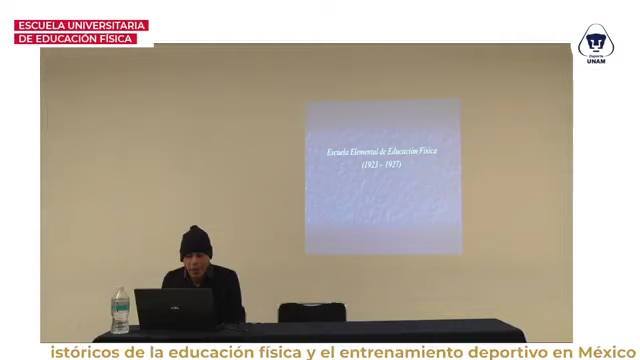 ESCUELA UNIVERSITARIA
DE EDUCACIÓN FÍSICA
UNAM
Escuela Elemental de Educación Física
(1923 - 1927)
istóricos de la educación física y el entrenamiento deportivo en México